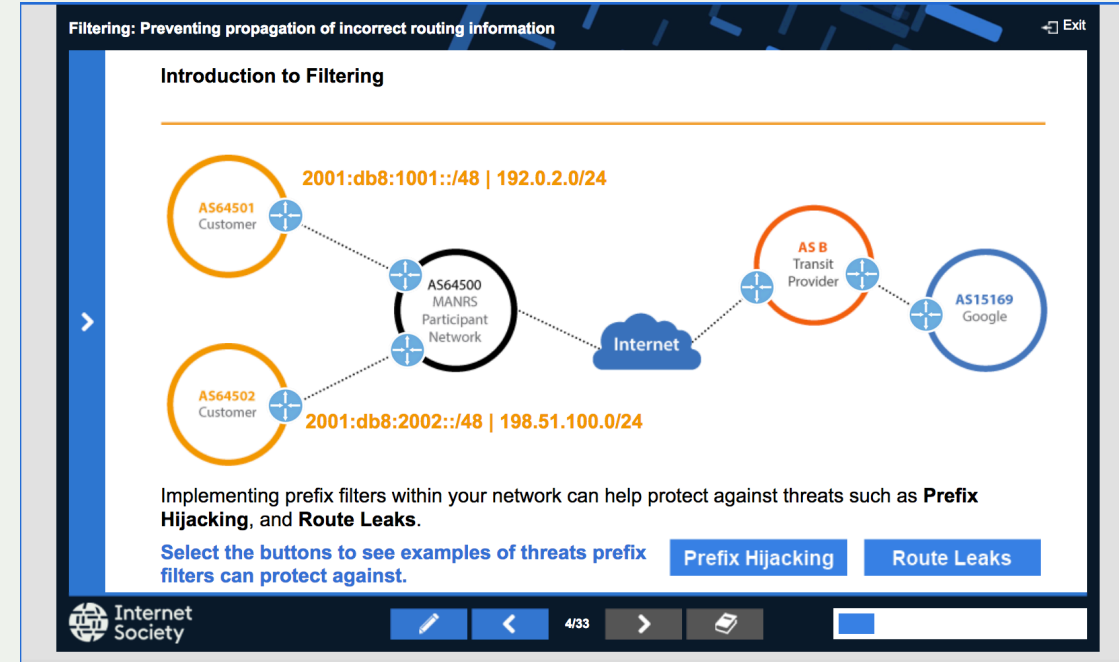 Filtering: Preventing propagation of incorrect routing information
Exit
Introduction to Filtering
2001:db8:1001::/48 | 192.0.2.0/24
AS64501
Customer
AS64500
MANRS
Participant
Network
Internet
AS B
Transit
Provider
AS15169
Google
AS64502
Customer
2001:db8:2002::/48 | 198.51.100.0/24
Implementing prefix filters within your network can help protect against threats such as Prefix
Hijacking, and Route Leaks.
Select the buttons to see examples of threats prefix
filters can protect against.
Prefix Hijacking
Route Leaks
Internet
Society
4/33